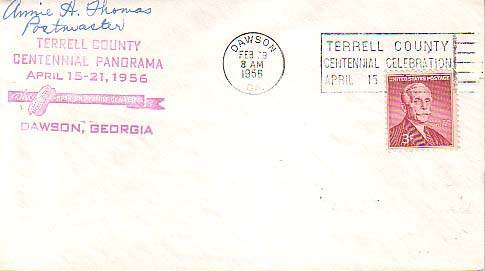 Annie H. Thomas
Postmaster
TERRELL COUNTY
CENTENNIAL PANORAMA
APRIL 15-21, 1956
DAWSON, GEORGIA
DAWSON
FEB
8 AM
1956
GA.
TERRELL COUNTY
CENTENNIAL CELEBRATION
APRIL 15
UNITED STATES POSTAGE
3¢